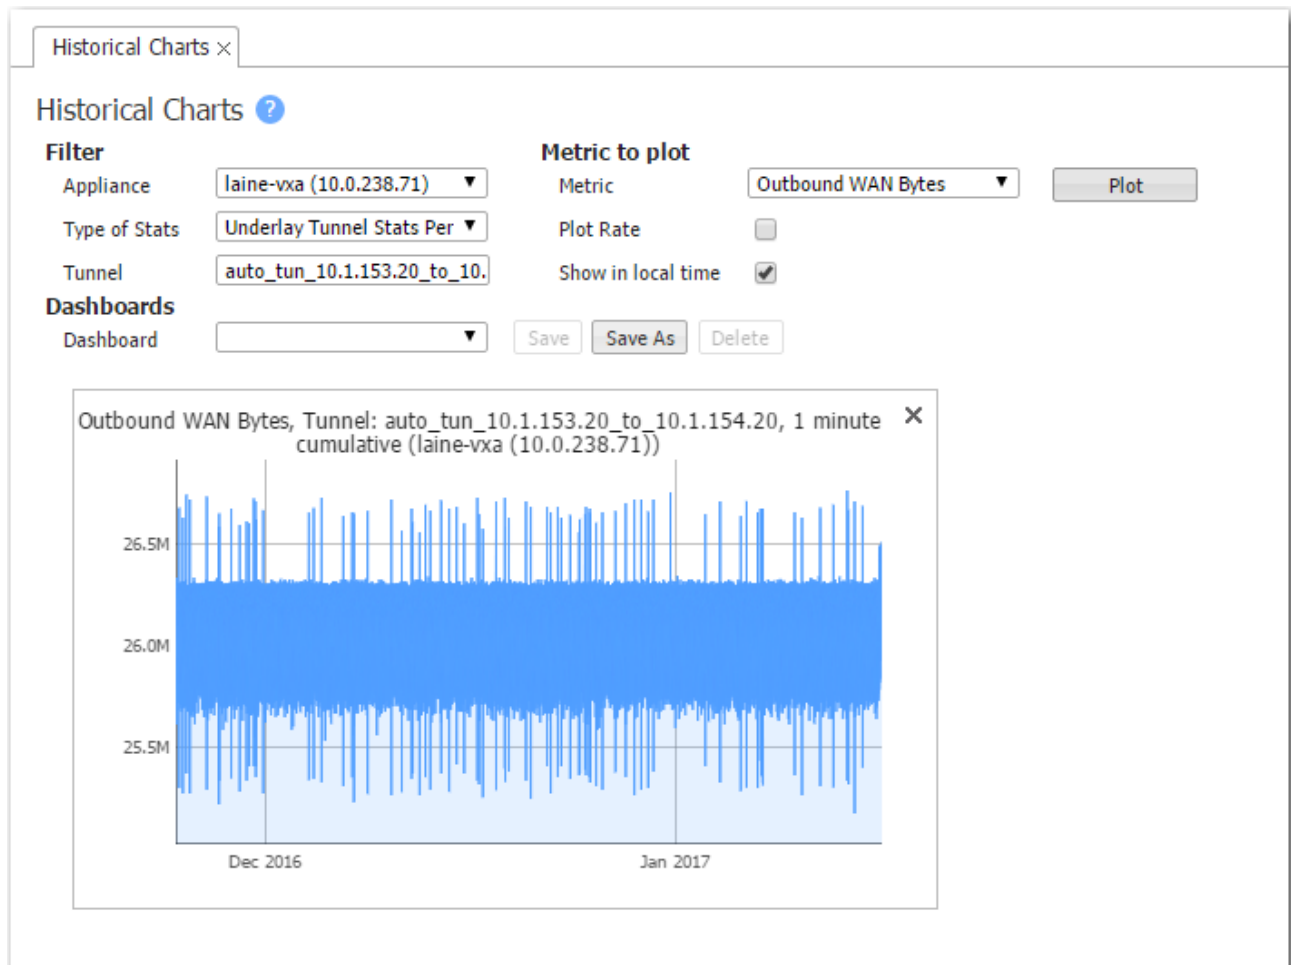 Historical Charts ×
Historical Charts ?
Filter
Metric to plot
Appliance laine-vxa (10.0.238.71) Metric Outbound WAN Bytes Plot
Type of Stats Underlay Tunnel Stats Per Plot Rate
Tunnel auto_tun_10.1.153.20_to_10. Show in local time
Dashboards
Dashboard Save Save As Delete
Outbound WAN Bytes, Tunnel: auto_tun_10.1.153.20_to_10.1.154.20, 1 minute
cumulative (laine-vxa (10.0.238.71))
26.5M
26.0M
25.5M
Dec 2016 Jan 2017